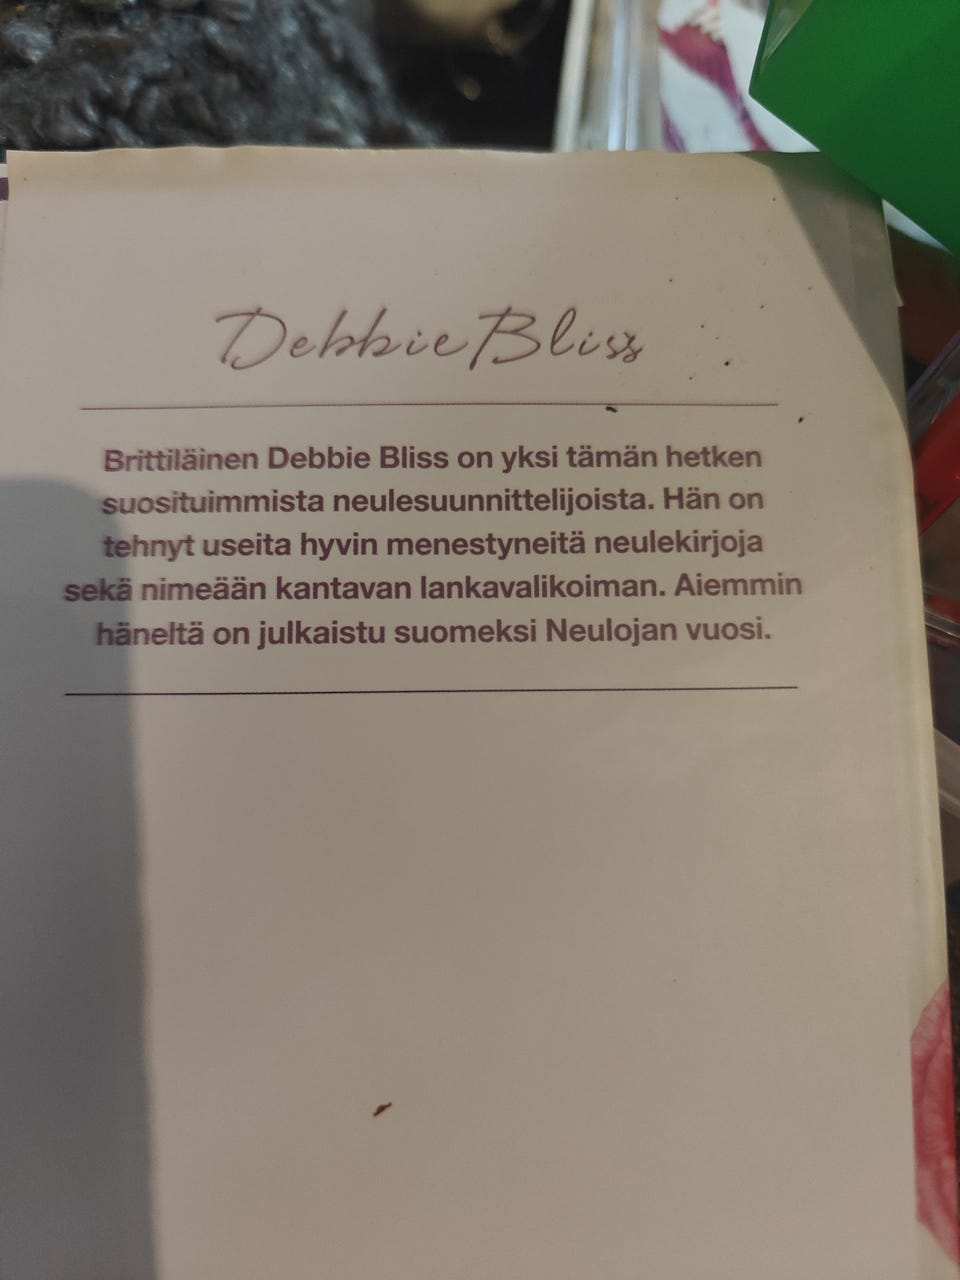 Debbie Bliss
Brittiläinen Debbie Bliss on yksi tämän hetken
suosituimmista neulesuunnittelijoista. Hän on
tehnyt useita hyvin menestyneitä neulekirjoja
sekä nimeään kantavan lankavalikoiman. Aiemmin
häneltä on julkaistu suomeksi Neulojan vuosi.